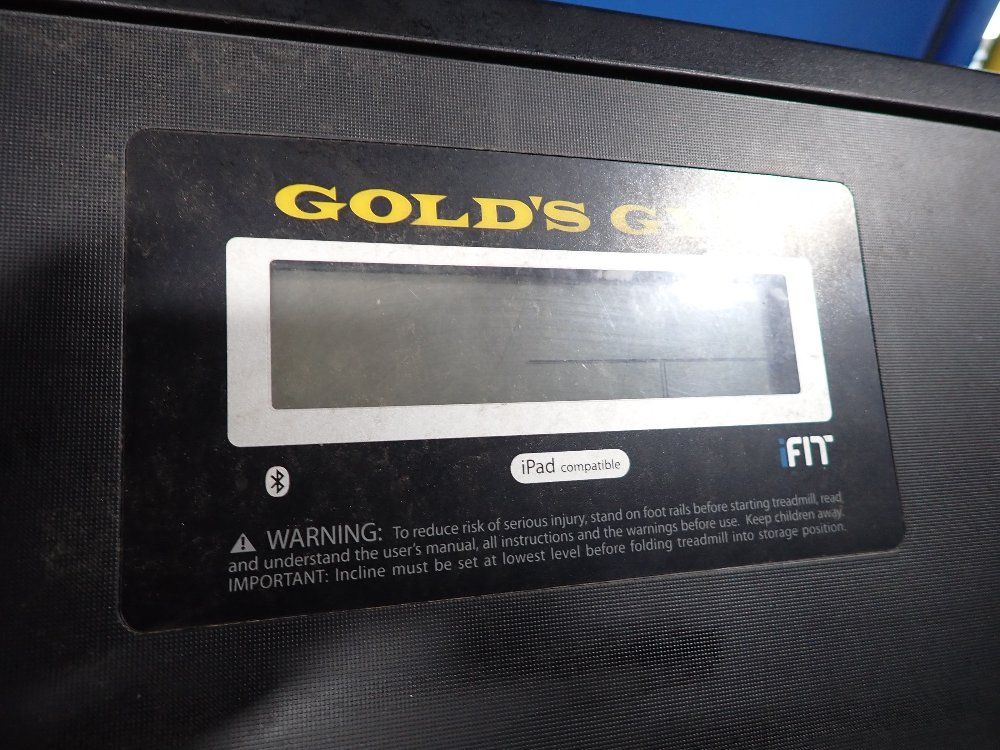 GOLD'S G
iPad compatible
iFIT
WARNING: To reduce risk of serious injury, stand on foot rails before starting treadmill, read
and understand the user's manual, all instructions and the warnings before use. Keep children away.
IMPORTANT: Incline must be set at lowest level before folding treadmill into storage position.